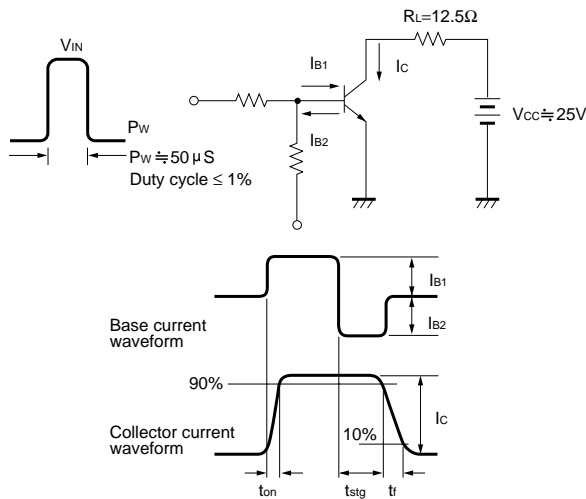 VIN
PW
PW≒50μS
Duty cycle ≤ 1%
RL=12.5Ω
IB1
IC
IB2
VCC≒25V
Base current
waveform
IB1
IB2
90%
Collector current
waveform
10%
IC
ton
tstg
tf